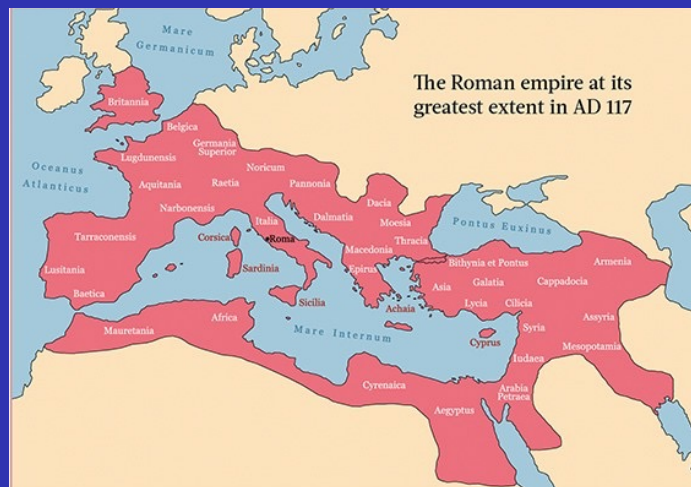 Mare
Germanicum
The Roman empire at its
greatest extent in AD 117
Britannia
Belgica
Germania
Superior
Lugdunensis
Oceanus
Atlanticus
Noricum
Aquitania
Raetia
Pannonia
Dacia
Narbonensis
Italia
Dalmatia
Moesia
Pontus Euxinus
Tarraconensis
Corsica
Roma
Thracia
Macedonia
Bithynia et Pontus
Armenia
Lusitania
Sardinia
Epirus
Asia
Galatia
Cappadocia
Baetica
Sicilia
Achaia
Lycia
Cilicia
Mauretania
Africa
Mare Internum
Syria
Assyria
Cyprus
Mesopotamia
Iudaea
Cyrenaica
Arabia
Petraea
Aegyptus